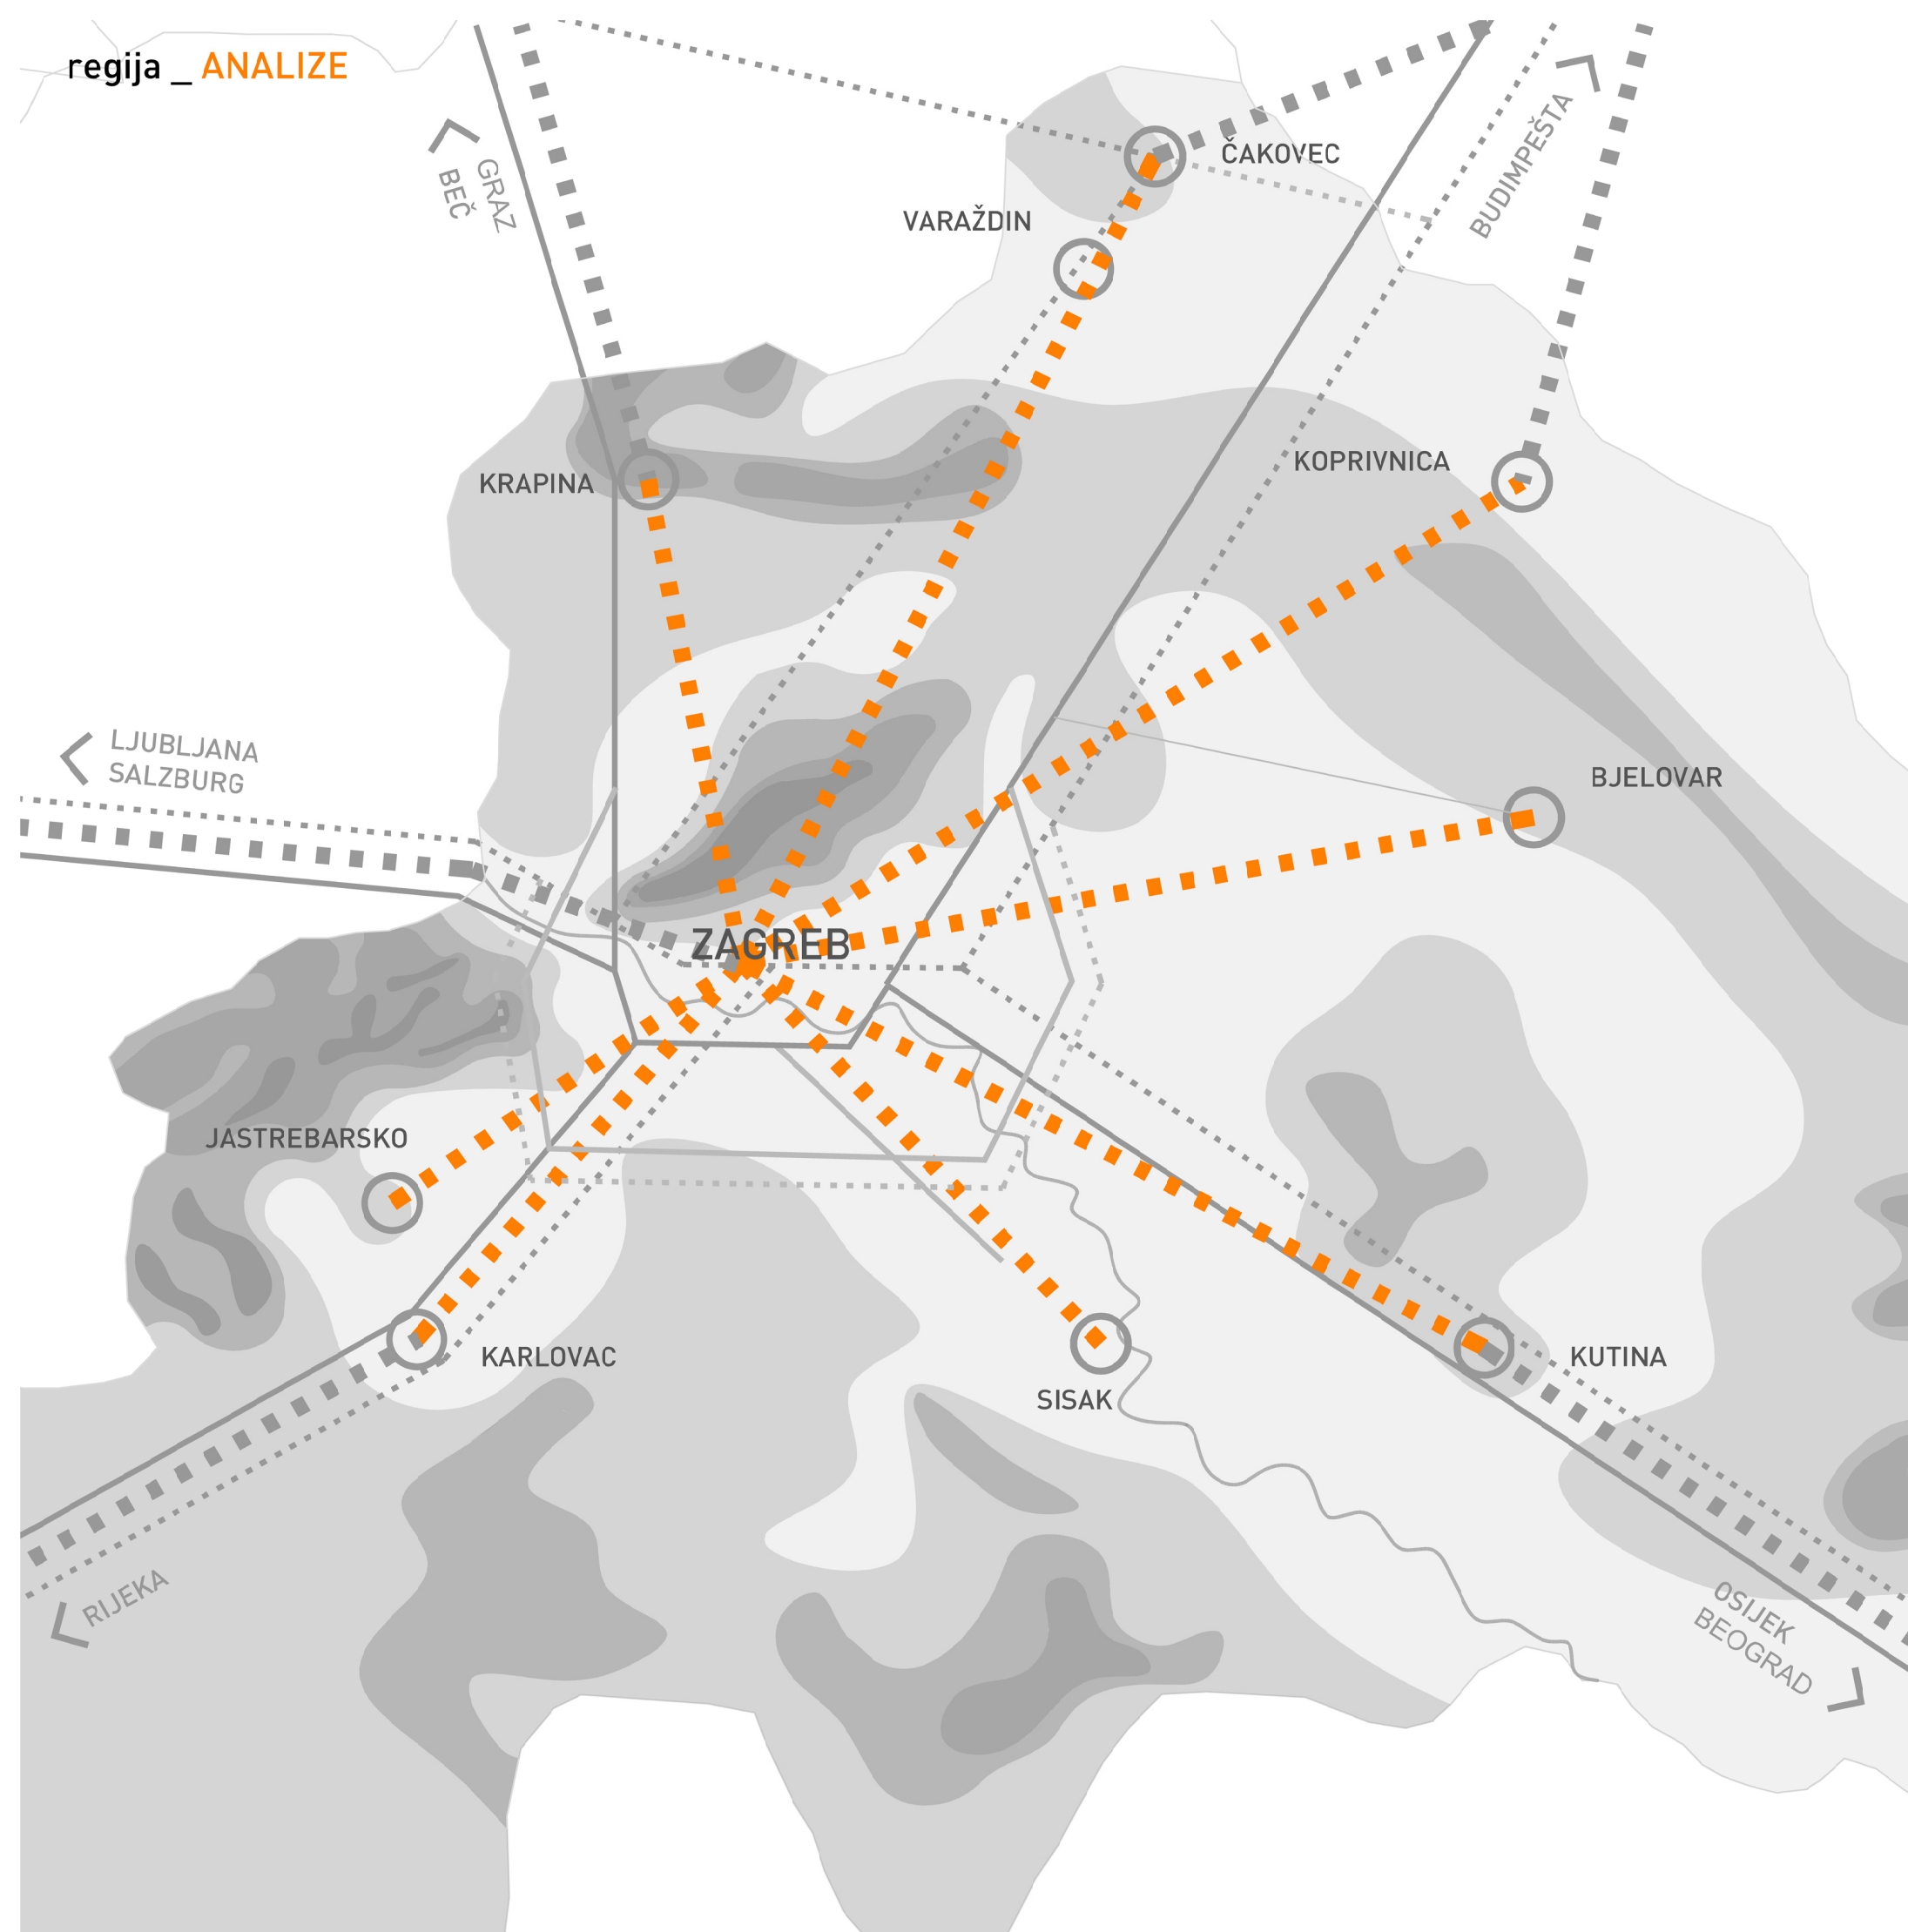 regija _ ANALIZE
GRAZ
BEČ
BUDIMPEŠTA
ČAKOVEC
VARAŽDIN
KOPRIVNICA
KRAPINA
LJUBLJANA
SALZBURG
BJELOVAR
ZAGREB
JASTREBARSKO
KARLOVAC
SISAK
KUTINA
RIJEKA
OSIJEK
BEOGRAD